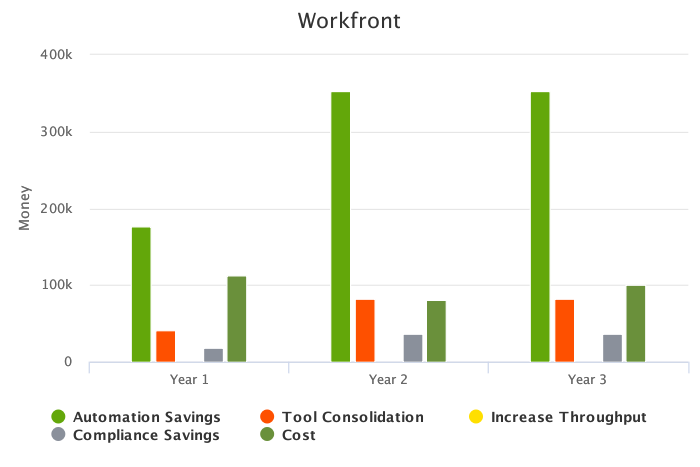 Workfront
400k
300k
200k
100k
0
Money
Year 1 Year 2 Year 3
Automation Savings Tool Consolidation Increase Throughput
Compliance Savings Cost